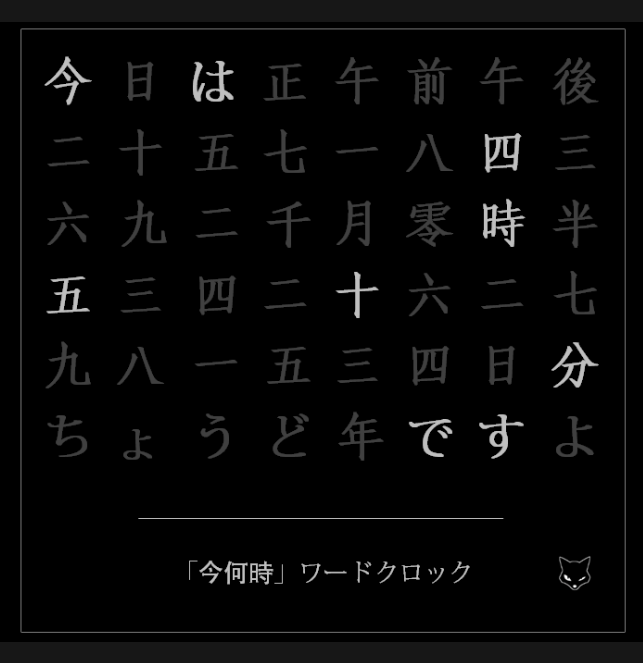 今日は正午前午後
二十五七一八四三
六九二千月零時半
五三四二十六二七
九八一五三四日分
ちょうど年ですよ
「今何時」ワードクロック